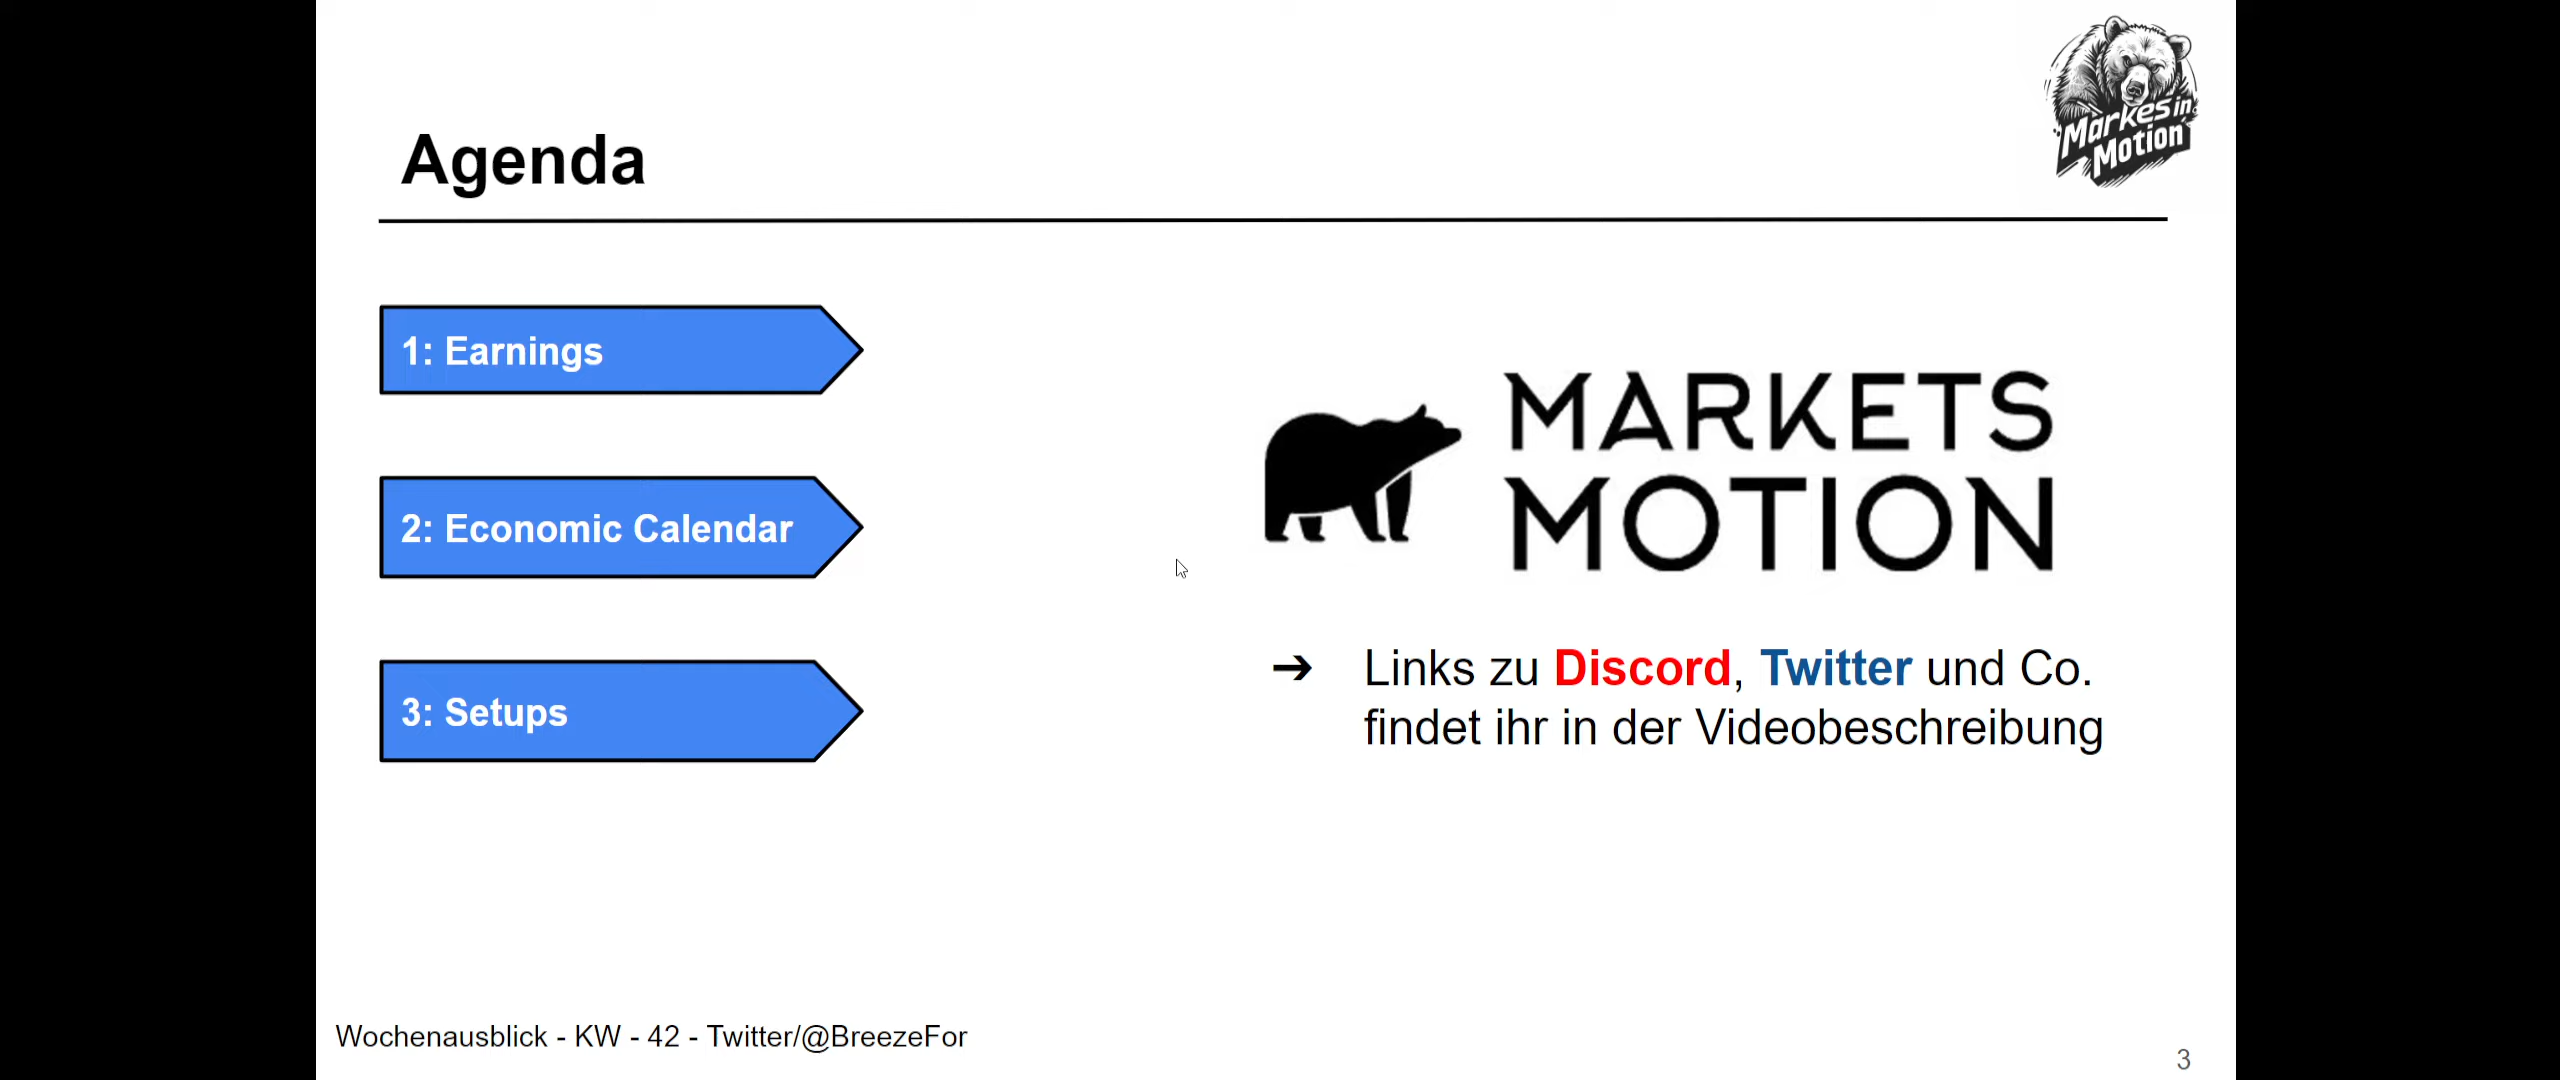 Markes in
Motion
Agenda
1: Earnings
2: Economic Calendar
3: Setups
MARKETS
MOTION
➔ Links zu Discord, Twitter und Co.
findet ihr in der Videobeschreibung
Wochenausblick - KW - 42 - Twitter/@BreezeFor
3